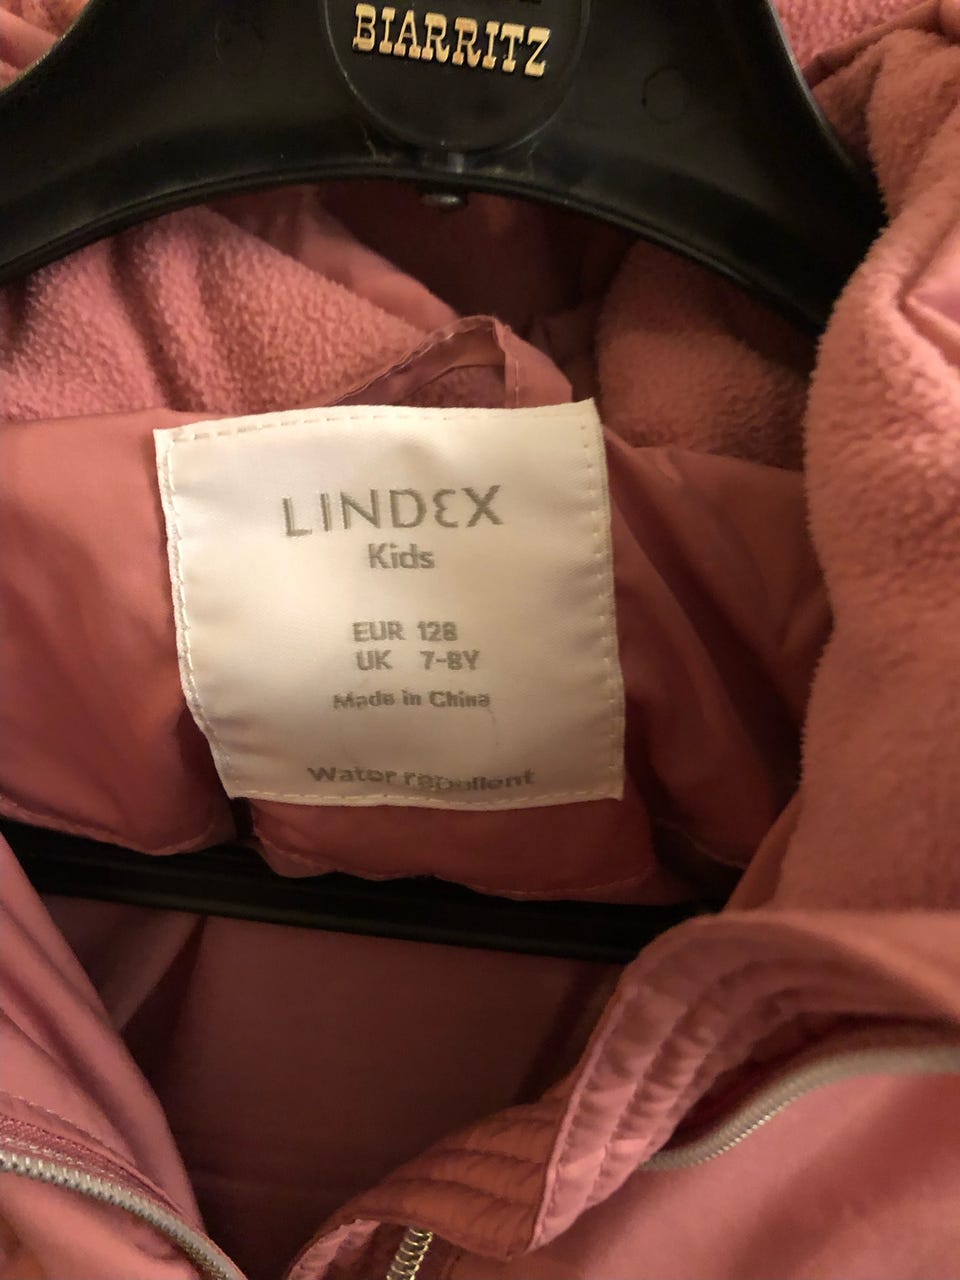 BIARRITZ
LINDEX
Kids
EUR 128
UK 7-8Y
Made in China
Water repellent